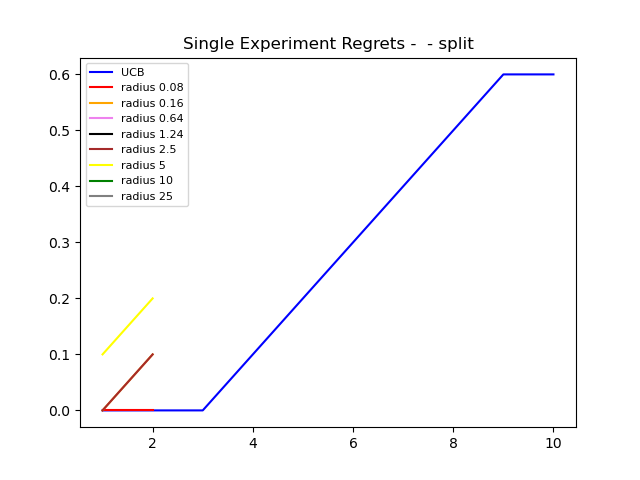 Single Experiment Regrets -  - split
UCB
radius 0.08
radius 0.16
radius 0.64
radius 1.24
radius 2.5
radius 5
radius 10
radius 25
0.6
0.5
0.4
0.3
0.2
0.1
0.0
2 4 6 8 10